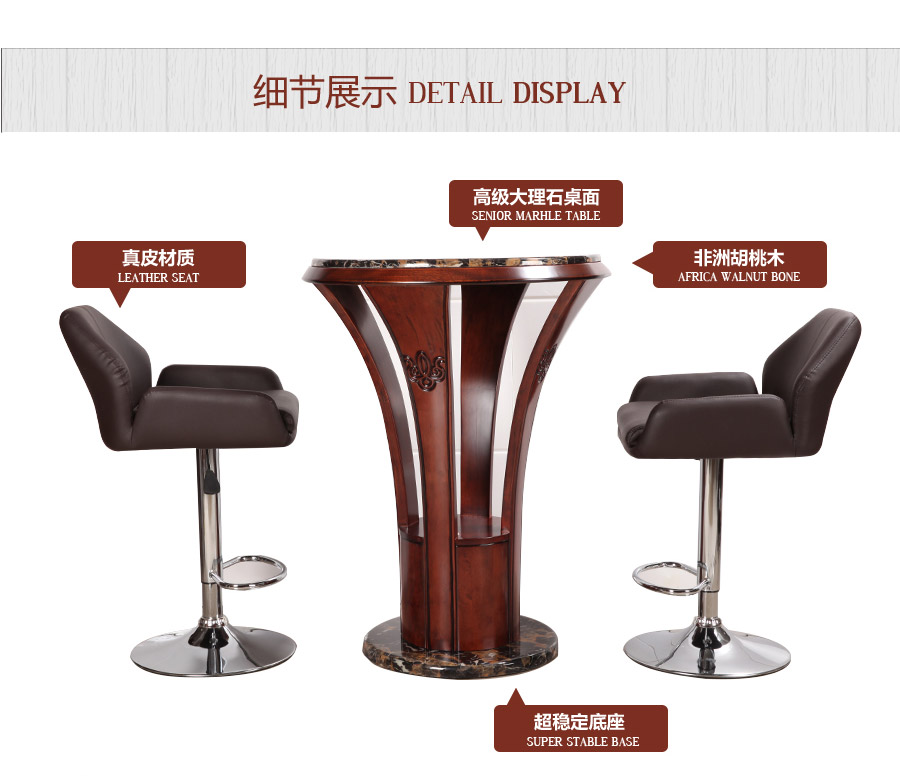 细节展示 DETAIL DISPLAY
高级大理石桌面
SENIOR MARHLE TABLE
真皮材质
LEATHER SEAT
非洲胡桃木
AFRICA WALNUT BONE
超稳定底座
SUPER STABLE BASE